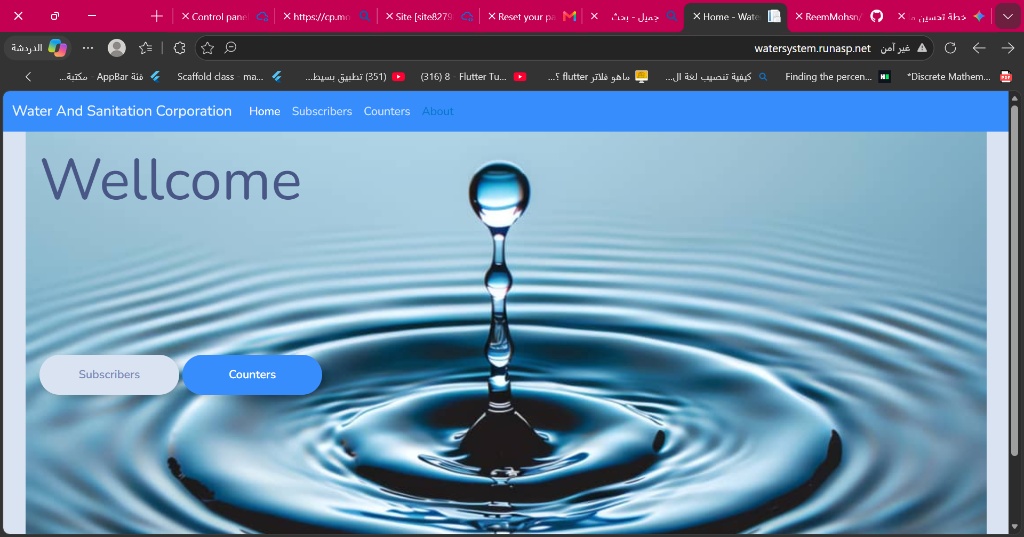 Control pane
https://cp.mo
Site [site8279
Reset your pa
جميل - بحث
Home - Wate
ReemMohsn/
خطة تحسين
الدردشة
watersystem.runasp.net
غير آمن
فئة AppBar - مكتبة...
Scaffold class - ma...
(351) تطبيق بسيط...
(316) 8 - Flutter Tu...
ماهو فلاتر flutter ؟...
كيفية تنصيب لغة ال...
Finding the percen...
*Discrete Mathem...
Water And Sanitation Corporation
Home
Subscribers
Counters
About
Wellcome
Subscribers
Counters